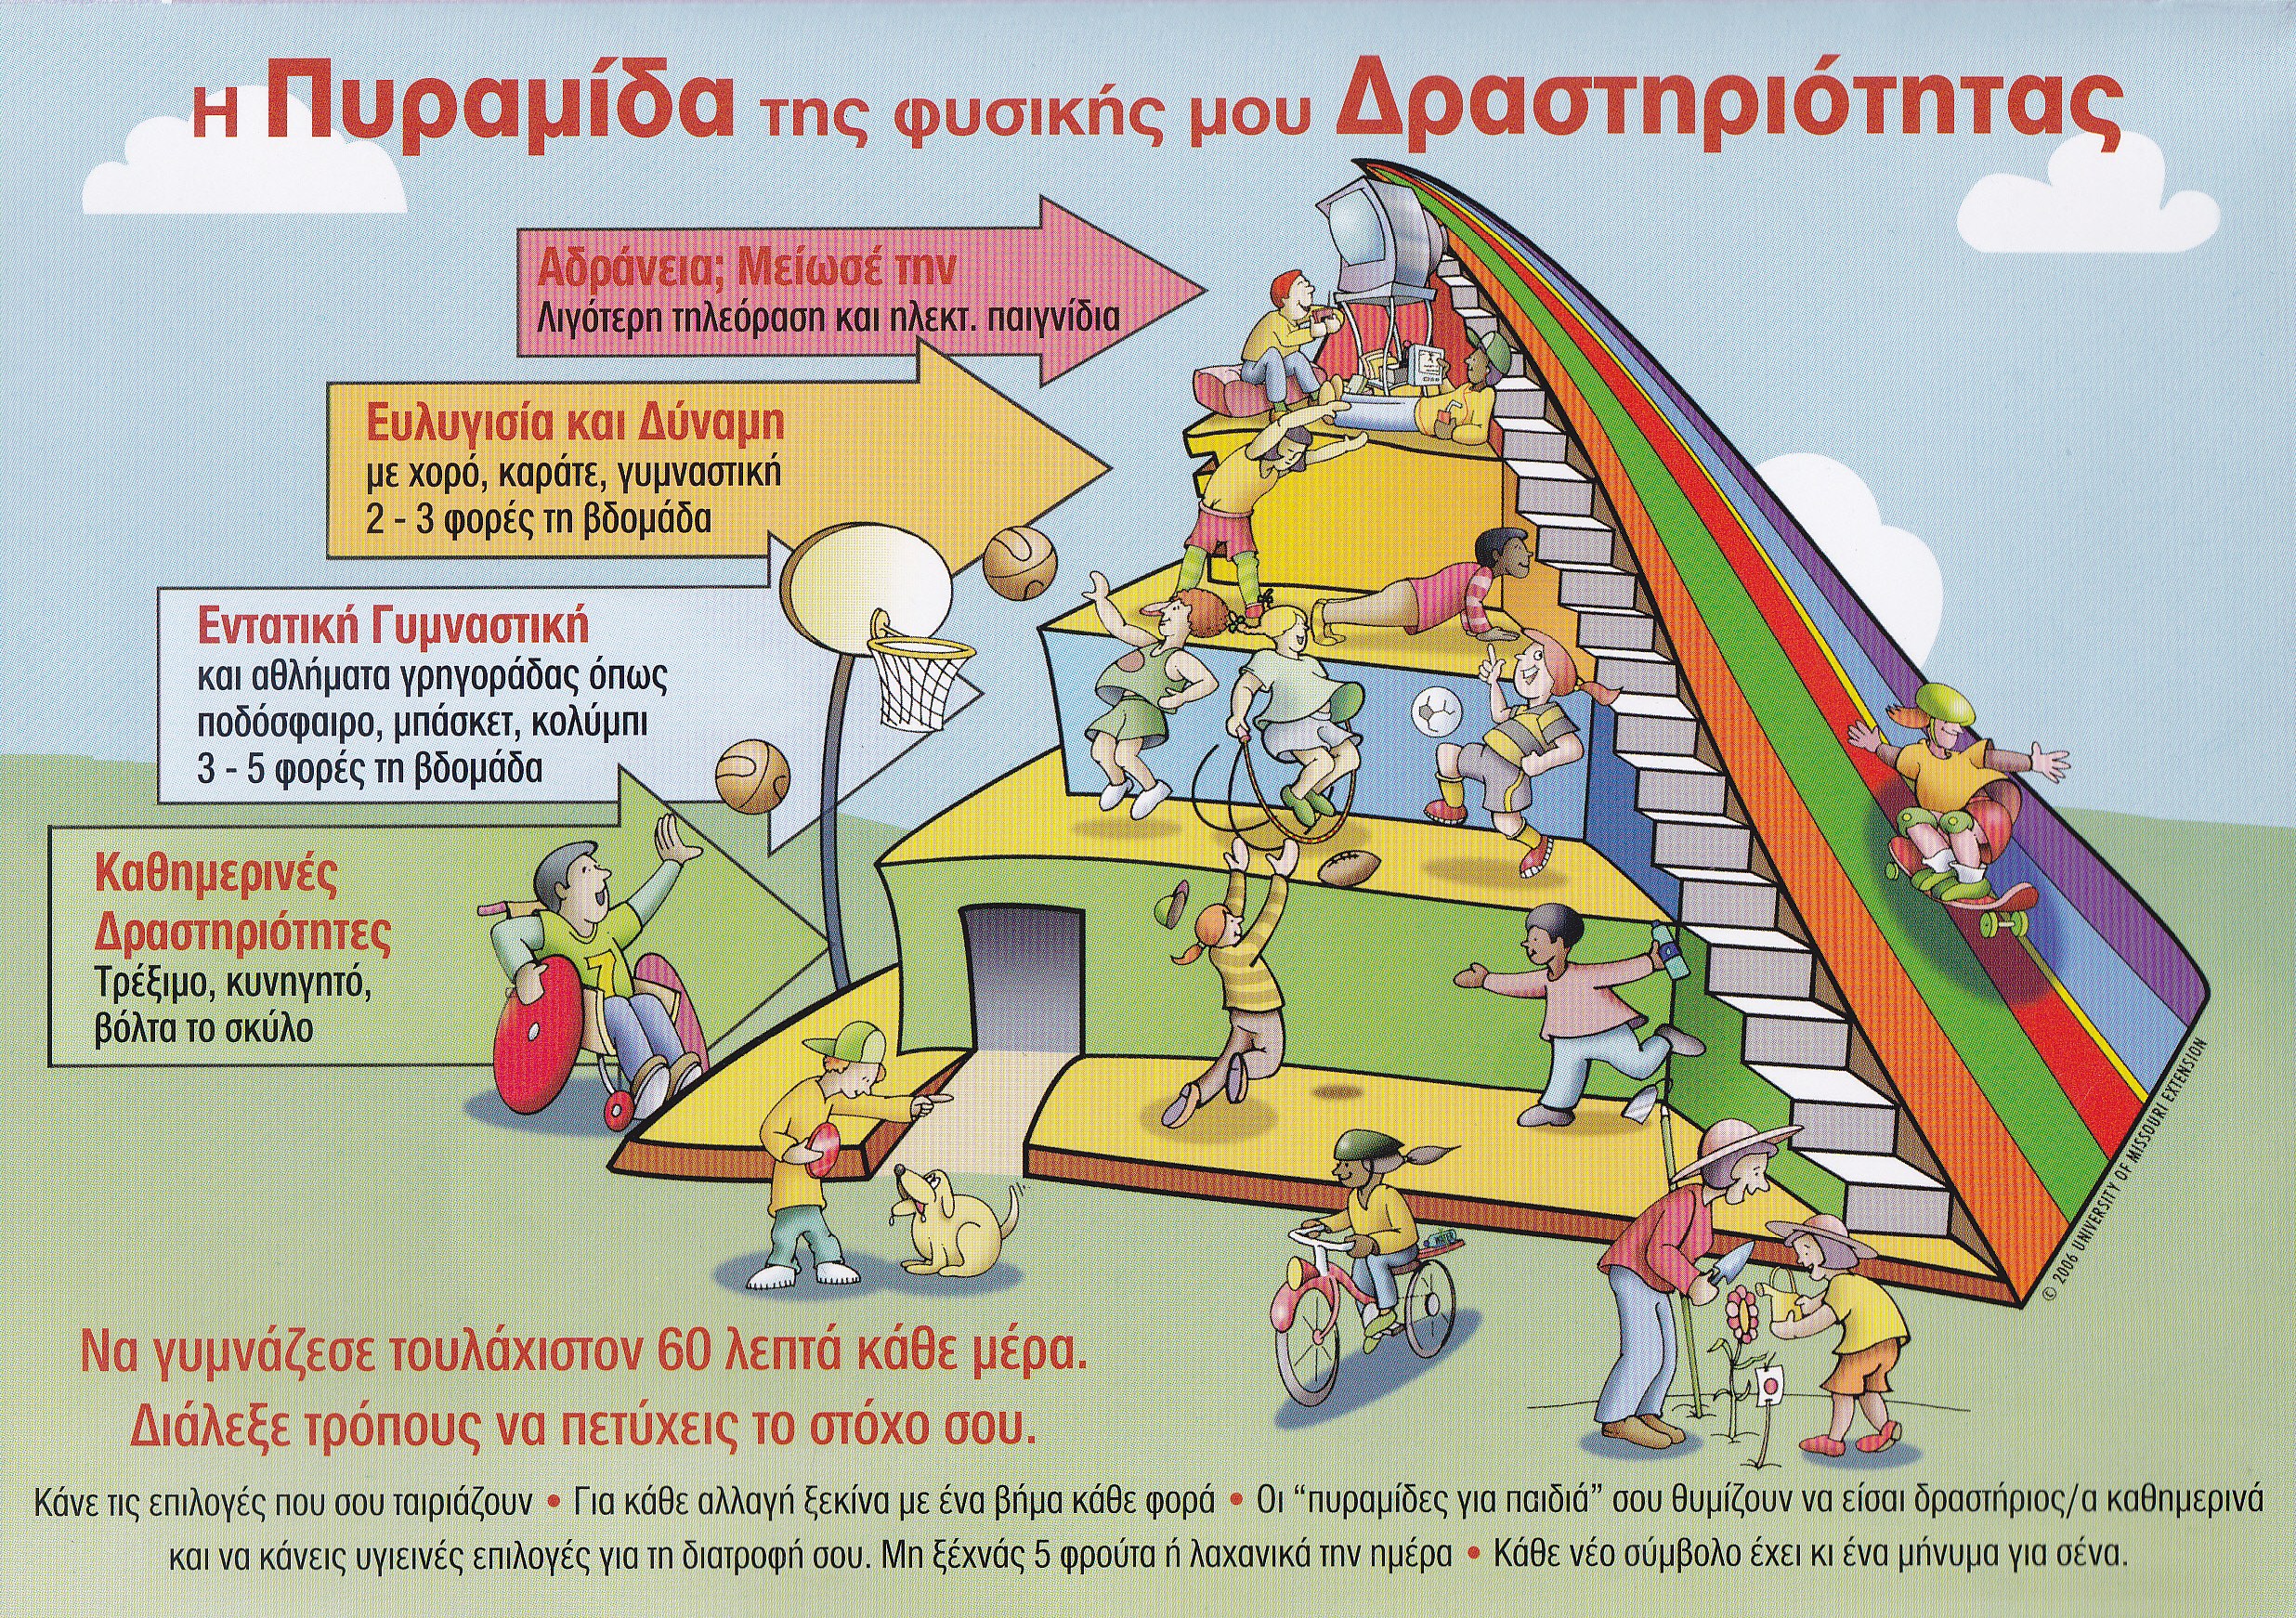 Η Πυραμίδα της φυσικής μου Δραστηριότητας
Αδράνεια; Μείωσέ την
Λιγότερη τηλεόραση και ηλεκτ. παιγνίδια
Ευλυγισία και Δύναμη
με χορό, καράτε, γυμναστική
2 - 3 φορές τη βδομάδα
Εντατική Γυμναστική
και αθλήματα γρηγοράδας όπως
ποδόσφαιρο, μπάσκετ, κολύμπι
3 - 5 φορές τη βδομάδα
Καθημερινές
Δραστηριότητες
Τρέξιμο, κυνηγητό,
βόλτα το σκύλο
7
WATER
© 2006 UNIVERSITY OF MISSOURI EXTENSION
Να γυμνάζεσε τουλάχιστον 60 λεπτά κάθε μέρα.
Διάλεξε τρόπους να πετύχεις το στόχο σου.
Κάνε τις επιλογές που σου ταιριάζουν • Για κάθε αλλαγή ξεκίνα με ένα βήμα κάθε φορά • Οι “πυραμίδες για παιδιά” σου θυμίζουν να είσαι δραστήριος/α καθημερινά
και να κάνεις υγιεινές επιλογές για τη διατροφή σου. Μη ξέχνάς 5 φρούτα ή λαχανικά την ημέρα • Κάθε νέο σύμβολο έχει κι ένα μήνυμα για σένα.